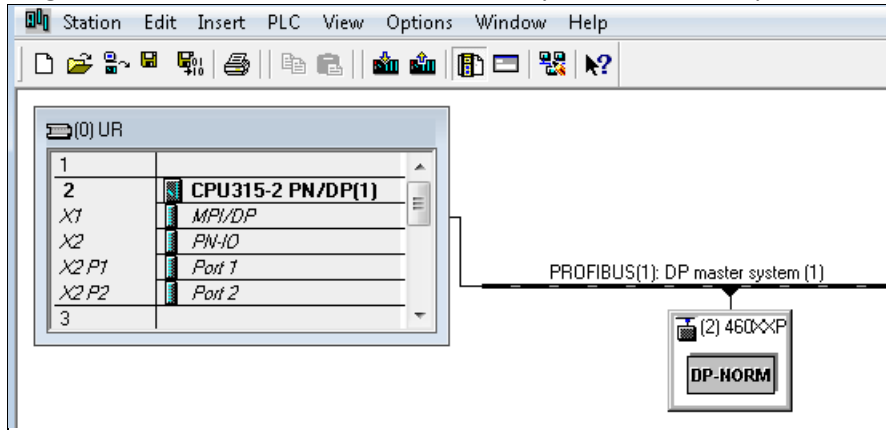 Station Edit Insert PLC View Options Window Help
(0) UR
1
2 CPU315-2 PN/DP(1)
X1 MPI/DP
X2 PN-IO
X2 P1 Port 1
X2 P2 Port 2
3
PROFIBUS(1): DP master system (1)
(2) 460XXP
DP-NORM